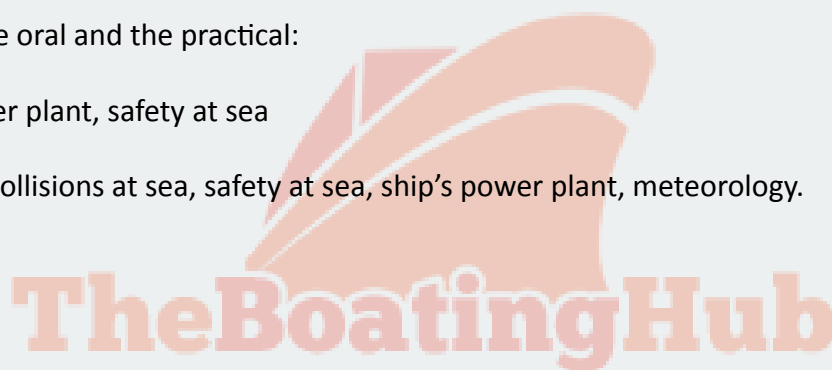 e oral and the practical:
er plant, safety at sea
ollisions at sea, safety at sea, ship's power plant, meteorology.
TheBoatingHub